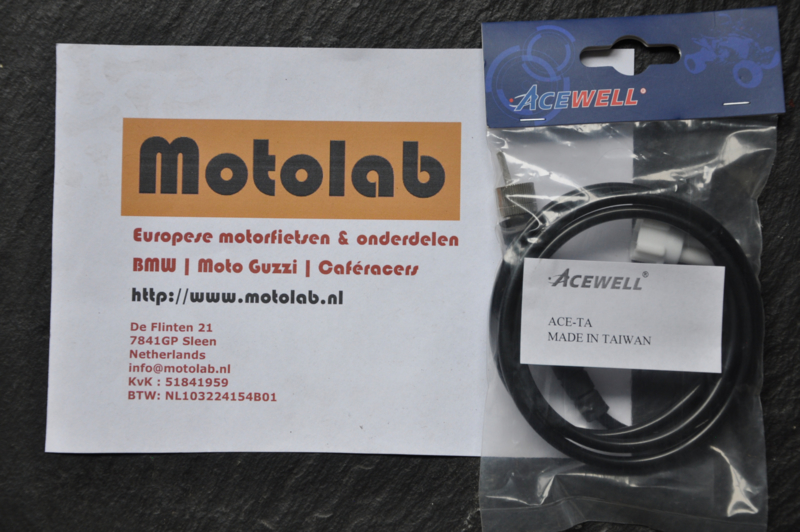 Motolab
Europese motorfietsen & onderdelen
BMW | Moto Guzzi | Caféracers
http://www.motolab.nl
De Flinten 21
7841GP Sleen
Netherlands
info@motolab.nl
KvK : 51841959
BTW: NL103224154B01
ACEWELL®
ACEWELL®
ACE-TA
MADE IN TAIWAN